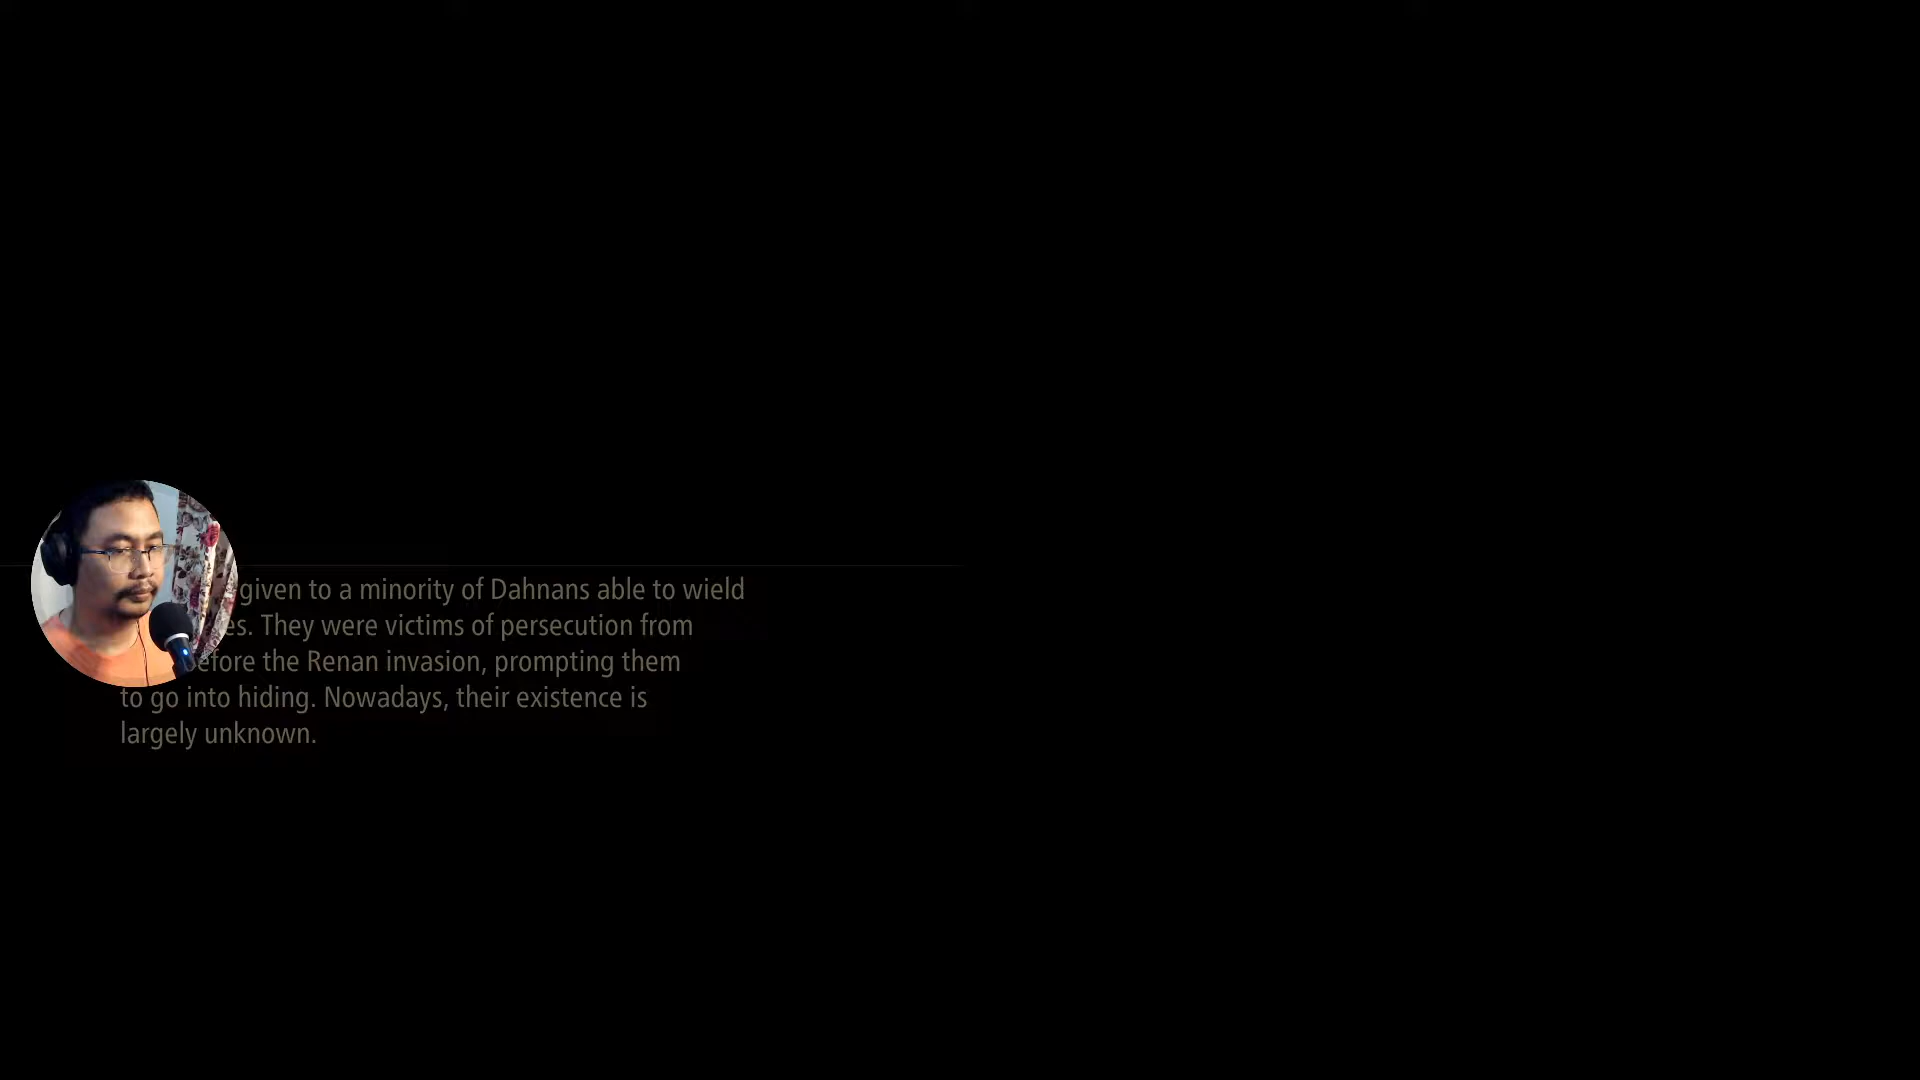 given to a minority of Dahnans able to wield
es. They were victims of persecution from
efore the Renan invasion, prompting them
to go into hiding. Nowadays, their existence is
largely unknown.